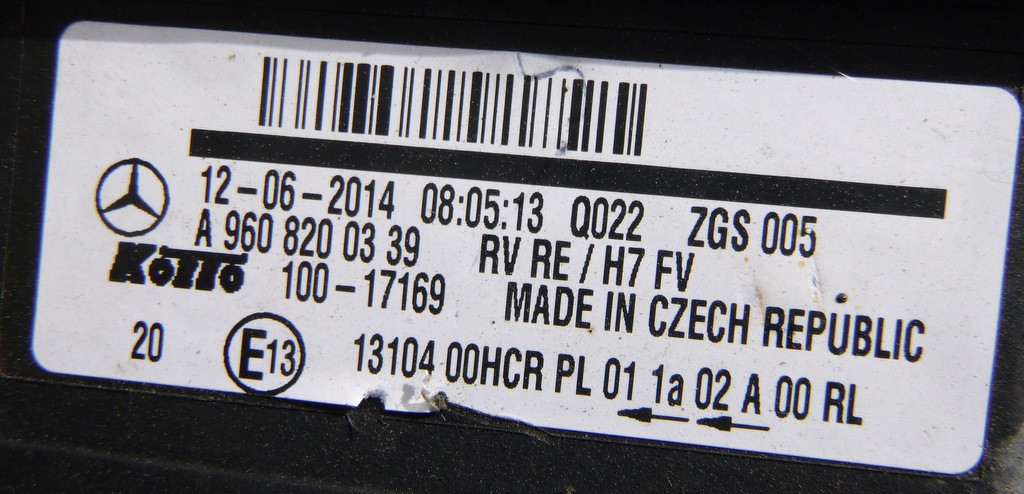 12-06-2014 08:05:13 Q022 ZGS 005
A 960 820 03 39 RV RE / H7 FV
100-17169 MADE IN CZECH REPUBLIC
20 E13 13104 00HCR PL 01 1a 02 A 00 RL